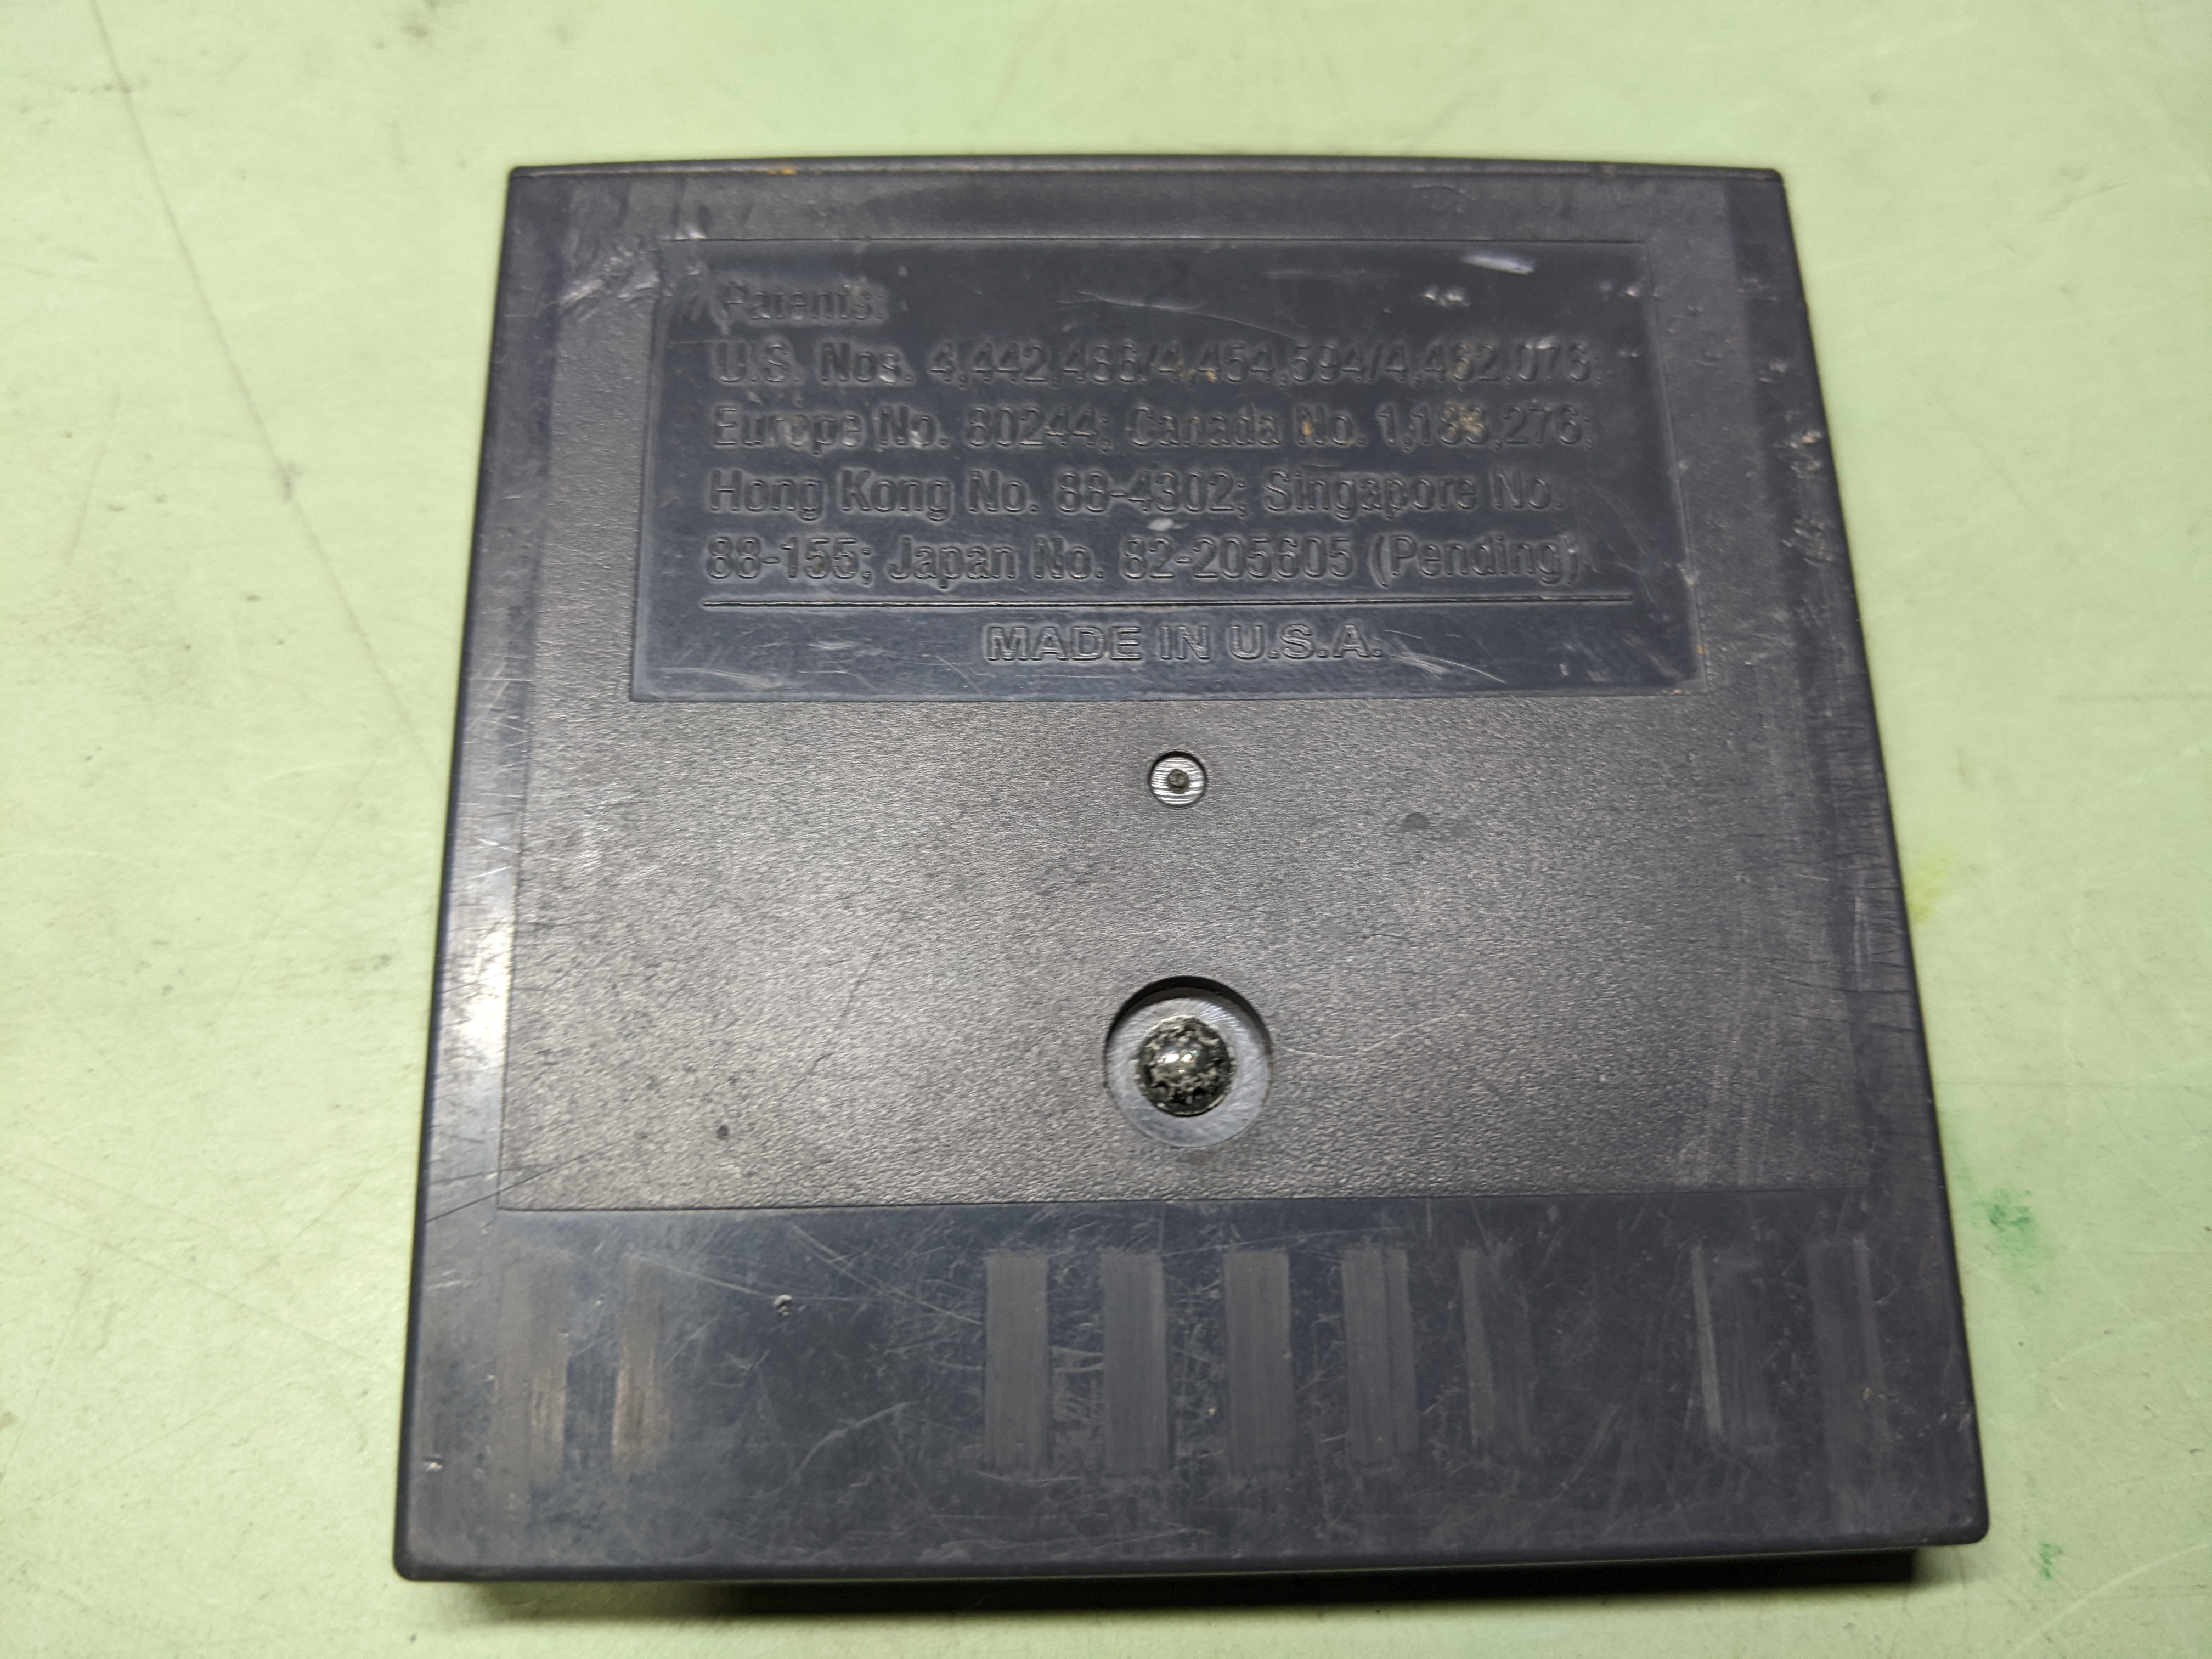 Patents:
U.S. Nos. 4,442,486/4,454,594/4,462,076;
Europe No. 80244; Canada No. 1,183,276;
Hong Kong No. 88-4302; Singapore No.
88-155; Japan No. 82-205605 (Pending)
MADE IN U.S.A.